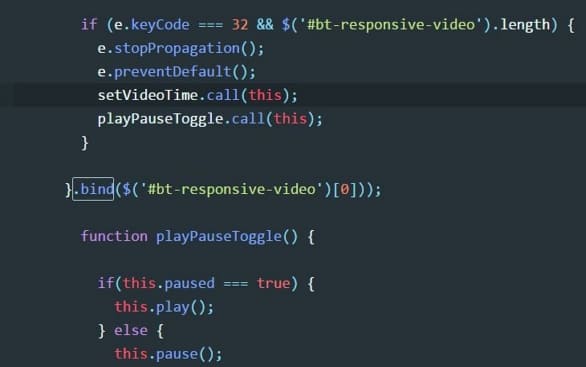 if (e.keyCode === 32 && $('#bt-responsive-video').length) {
e.stopPropagation();
e.preventDefault();
setVideoTime.call(this);
playPauseToggle.call(this);
}
}.bind($('#bt-responsive-video')[0]));
function playPauseToggle() {
if(this.paused === true) {
this.play();
} else {
this.pause();